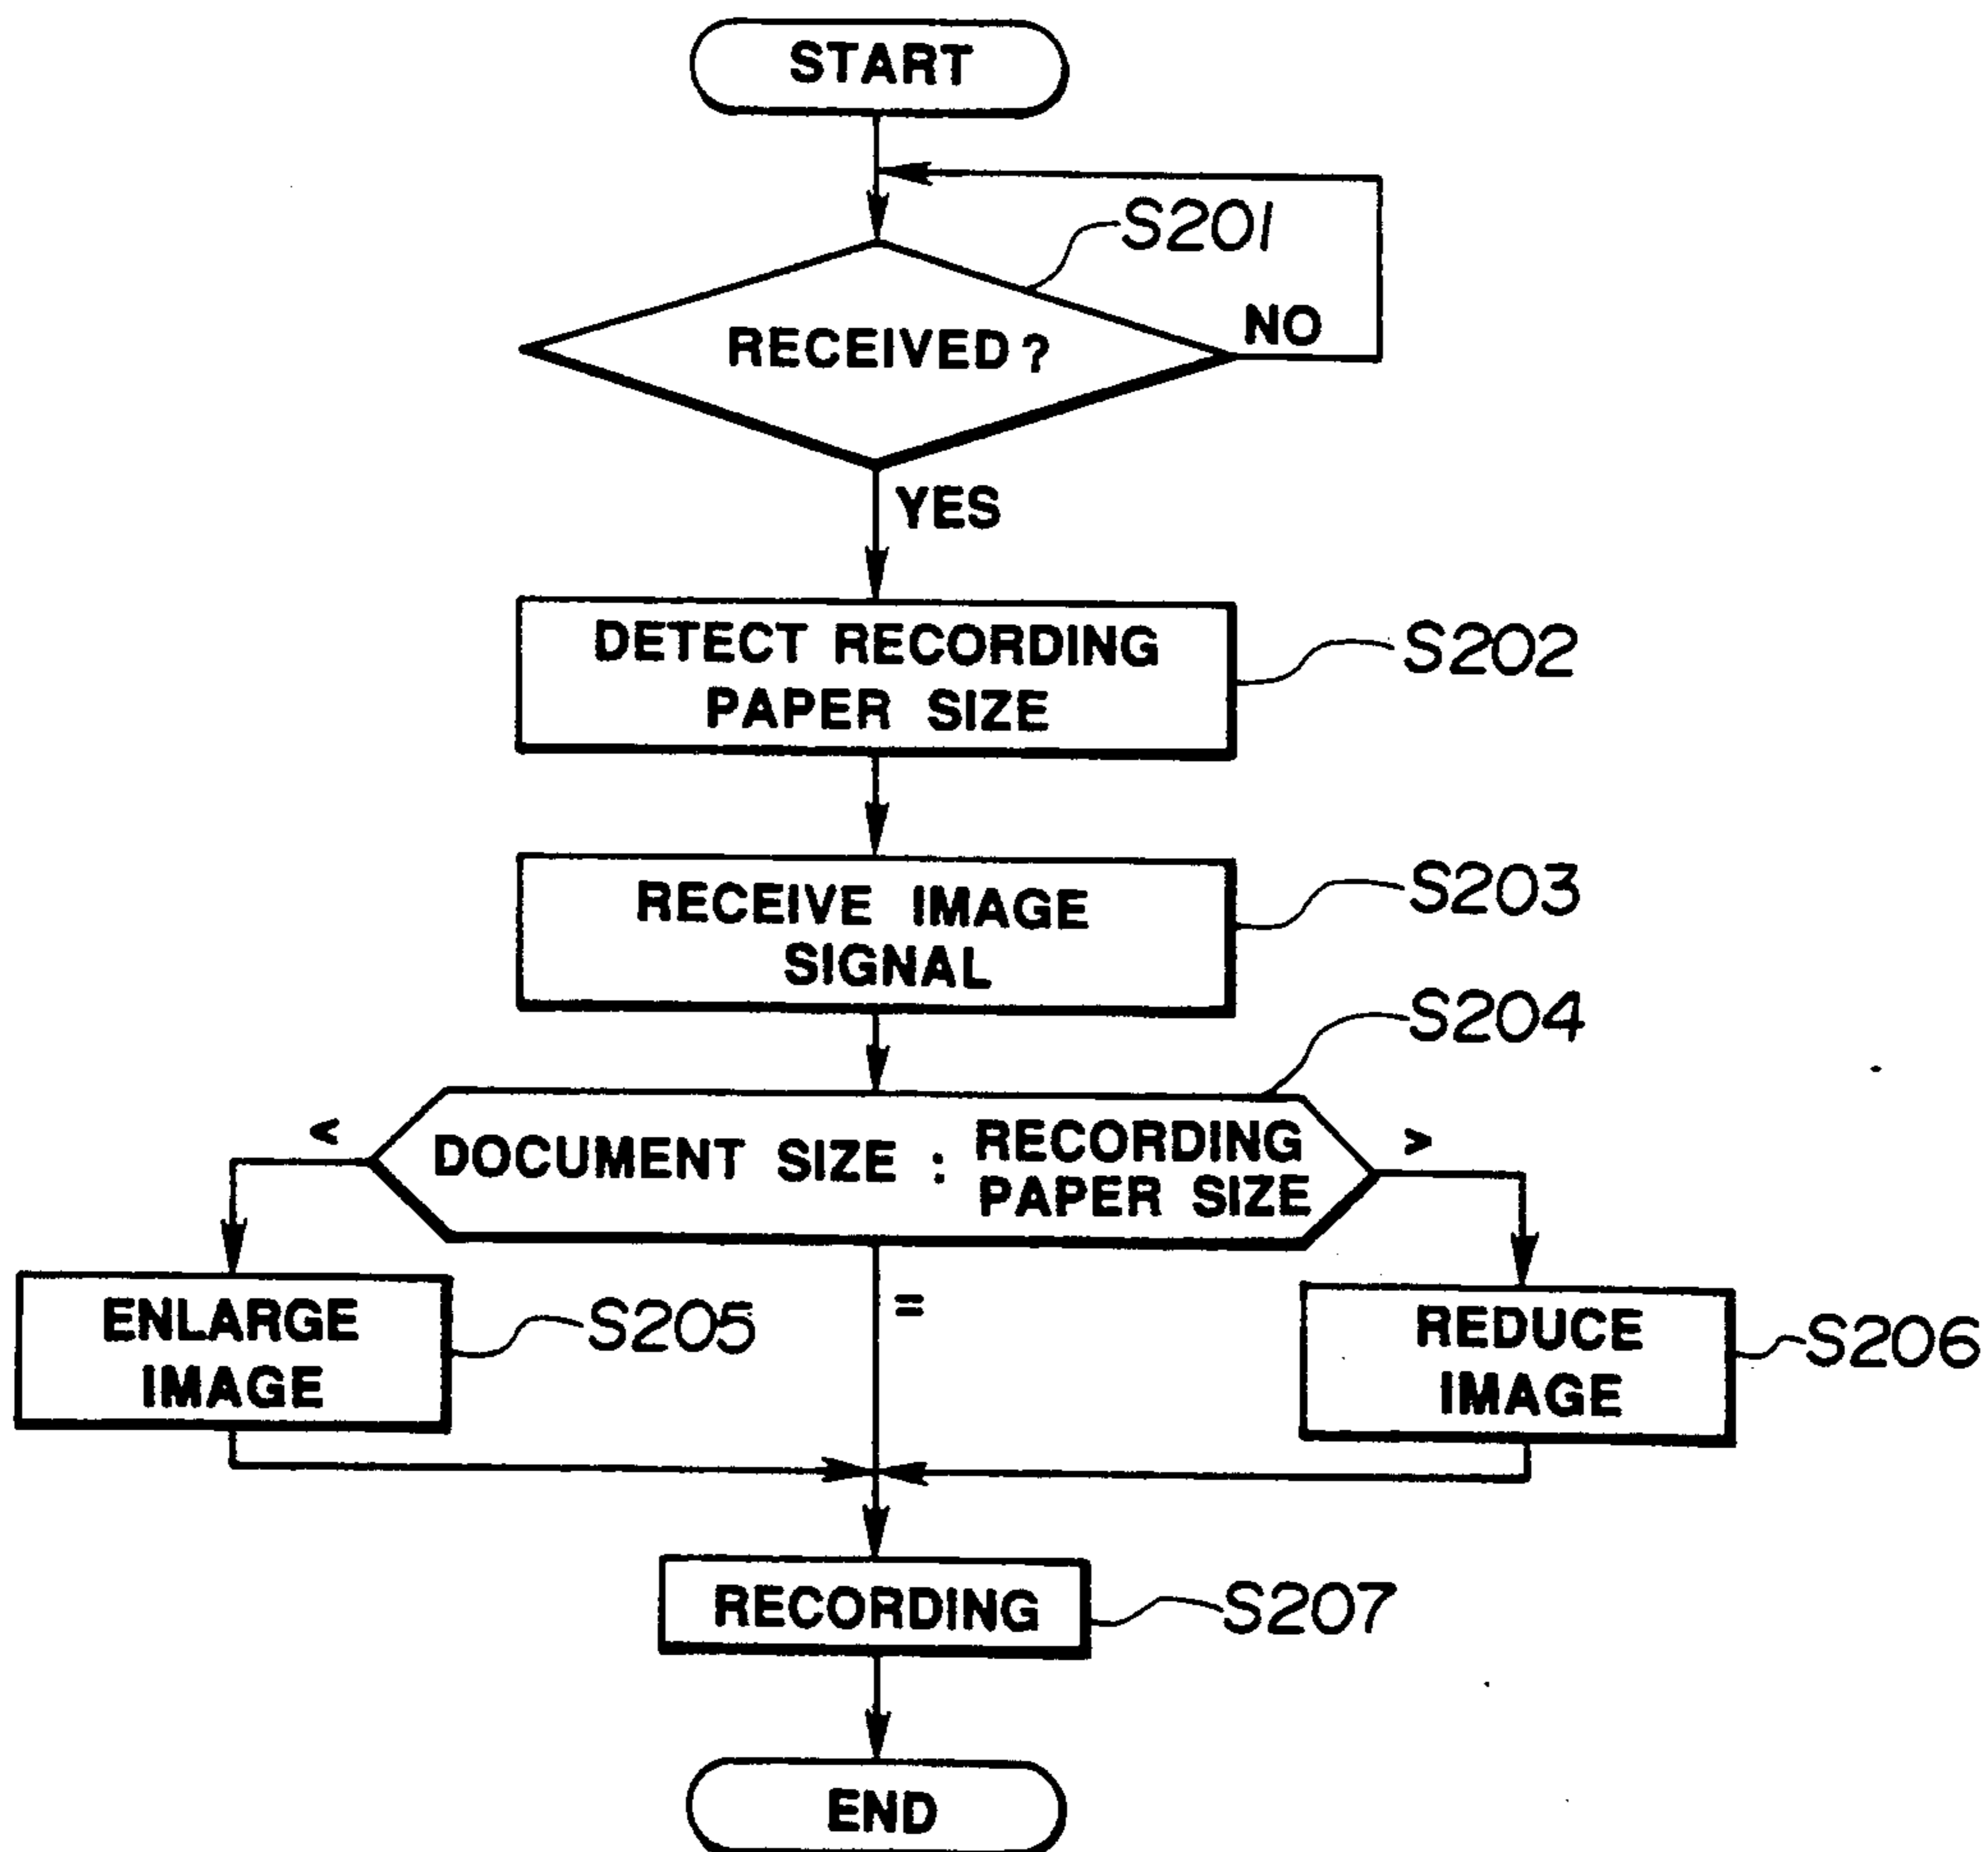 START
S201
RECEIVED?
NO
YES
DETECT RECORDING
PAPER SIZE
S202
RECEIVE IMAGE
SIGNAL
S203
S204
<
DOCUMENT SIZE : RECORDING
PAPER SIZE
>
ENLARGE
IMAGE
S205
=
REDUCE
IMAGE
S206
RECORDING
S207
END